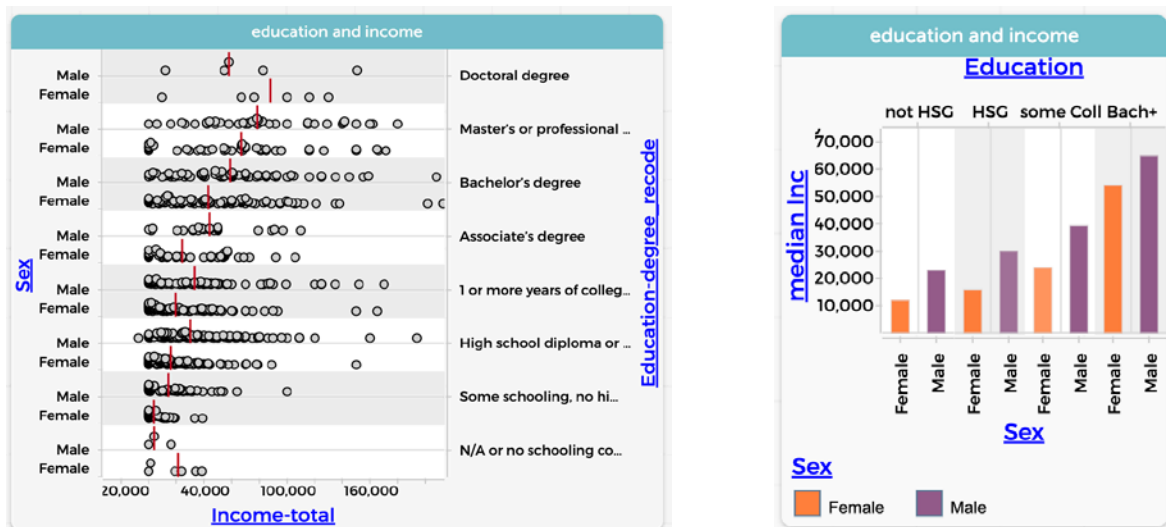 education and income
Male
Female
Doctoral degree
Male
Female
Master's or professional ...
Male
Female
Bachelor's degree
Male
Female
Associate's degree
Male
Female
1 or more years of colleg...
Male
Female
High school diploma or ...
Male
Female
Some schooling, no hi...
Male
Female
N/A or no schooling co...
Sex
Education-degree_recode
20,000 40,000 100,000 160,000
Income-total
education and income
Education
not HSG HSG some Coll Bach+
70,000
60,000
50,000
40,000
30,000
20,000
10,000
median Inc
Female Male Female Male Female Male Female Male
Sex
Sex
Female Male